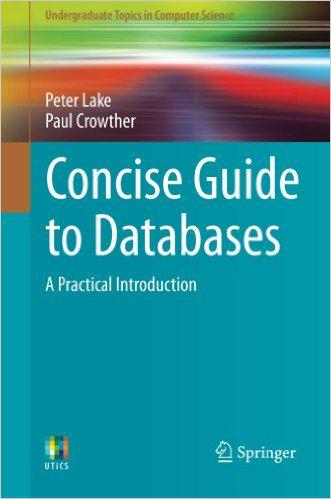 Undergraduate Topics in Computer Science
Peter Lake
Paul Crowther
Concise Guide
to Databases
A Practical Introduction
UTICS
Springer